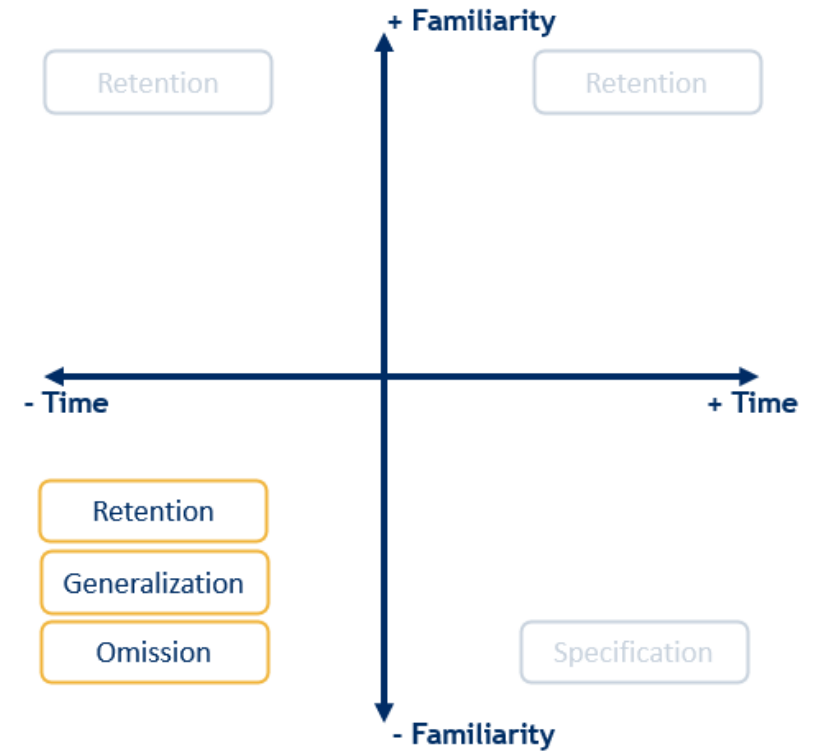 + Familiarity
Retention
Retention
- Time
+ Time
Retention
Generalization
Omission
Specification
- Familiarity